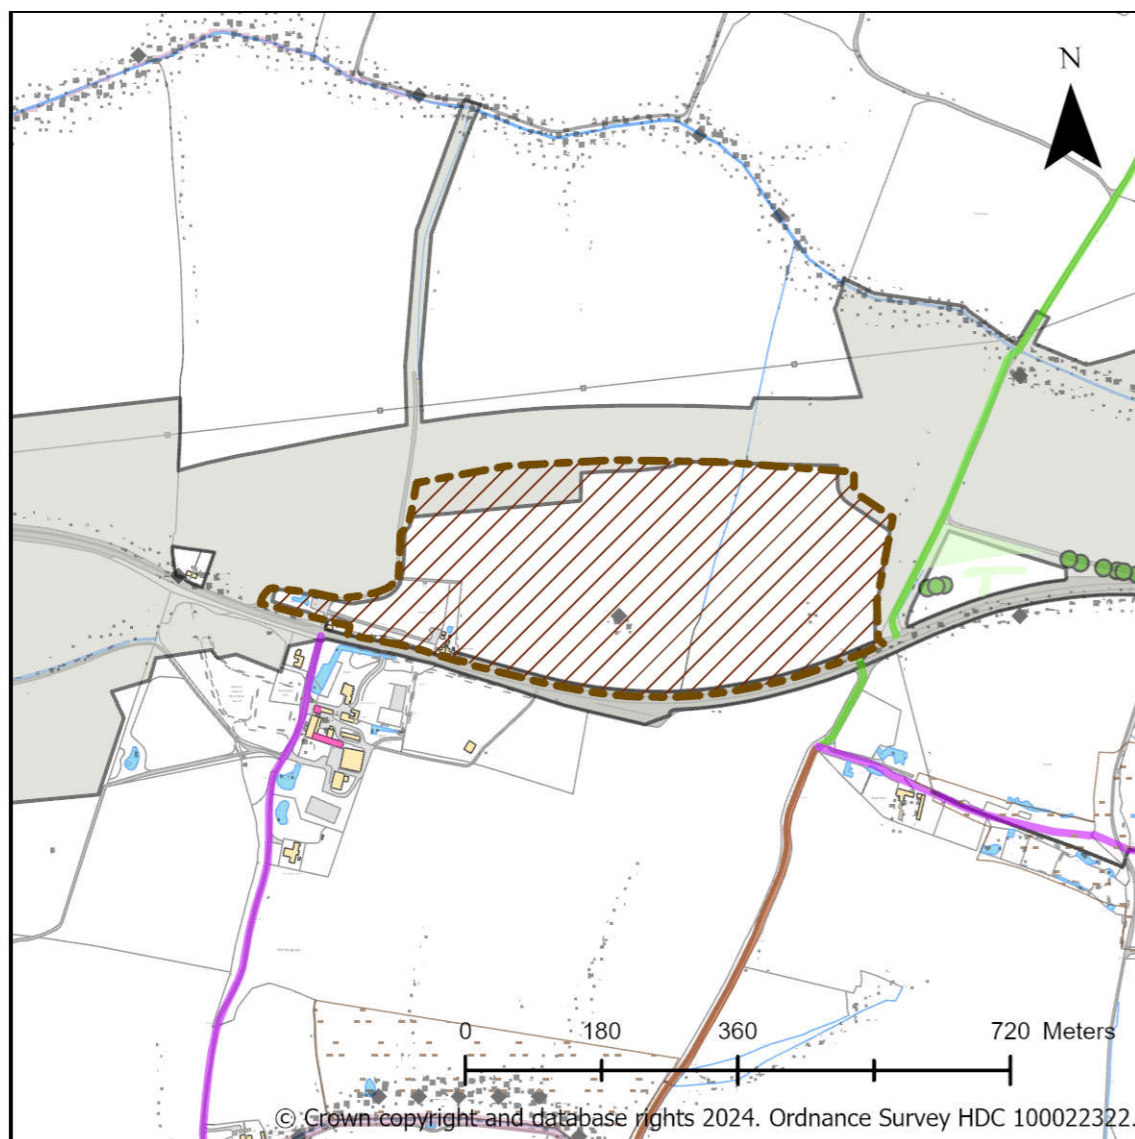 N
0 180 360 720 Meters
© Crown copyright and database rights 2024. Ordnance Survey HDC 100022322.